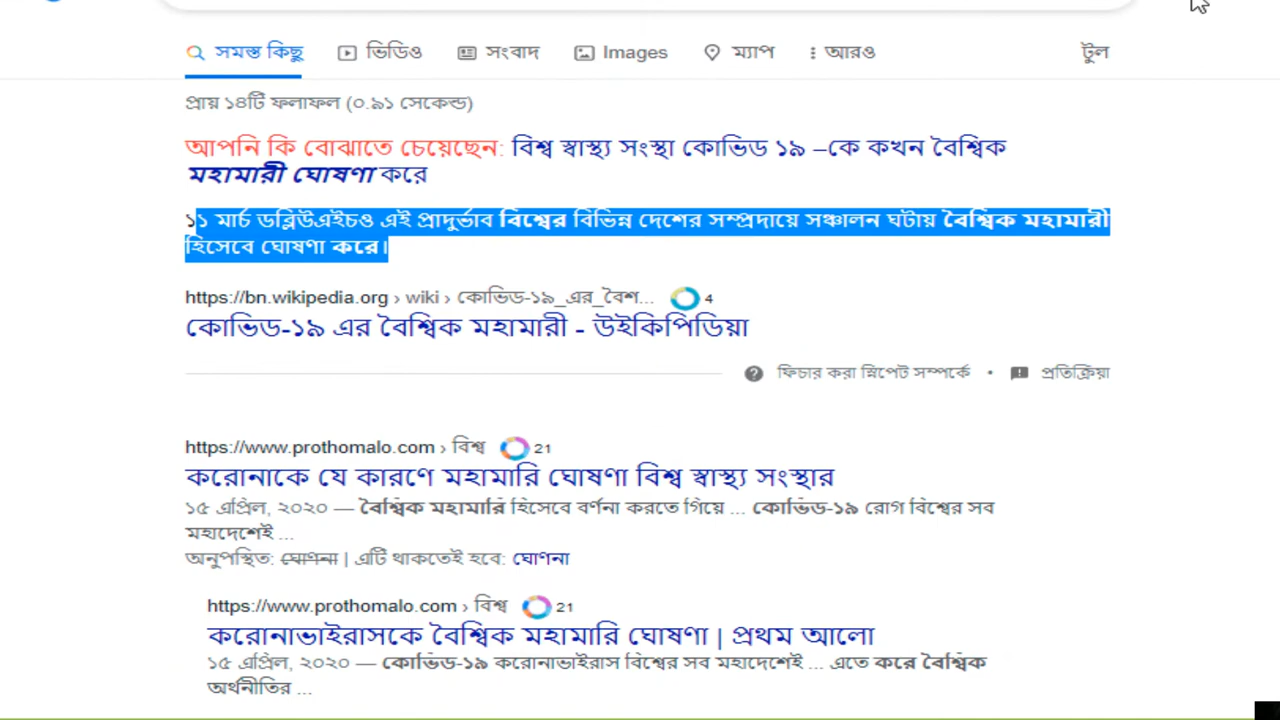 সমস্ত কিছু ভিডিও সংবাদ Images ম্যাপ আরও টুল
প্রায় ১৪টি ফলাফল (০.৯১ সেকেন্ড)
আপনি কি বোঝাতে চেয়েছেন: বিশ্ব স্বাস্থ্য সংস্থা কোভিড ১৯ –কে কখন বৈশ্বিক
মহামারী ঘোষণা করে
১১ মার্চ ডব্লিউএইচও এই প্রাদুর্ভাব বিশ্বের বিভিন্ন দেশের সম্প্রদায়ে সঞ্চালন ঘটায় বৈশ্বিক মহামারী
হিসেবে ঘোষণা করে।
https://bn.wikipedia.org › wiki › কোভিড-১৯_এর_বৈশ... 4
কোভিড-১৯ এর বৈশ্বিক মহামারী - উইকিপিডিয়া
ফিচার করা স্নিপেট সম্পর্কে • প্রতিক্রিয়া
https://www.prothomalo.com › বিশ্ব 21
করোনাকে যে কারণে মহামারি ঘোষণা বিশ্ব স্বাস্থ্য সংস্থার
১৫ এপ্রিল, ২০২০ — বৈশ্বিক মহামারি হিসেবে বর্ণনা করতে গিয়ে ... কোভিড-১৯ রোগ বিশ্বের সব
মহাদেশেই ...
অনুপস্থিত: ঘোণনা | এটি থাকতেই হবে: ঘোণনা
https://www.prothomalo.com › বিশ্ব 21
করোনাভাইরাসকে বৈশ্বিক মহামারি ঘোষণা | প্রথম আলো
১৫ এপ্রিল, ২০২০ — কোভিড-১৯ করোনাভাইরাস বিশ্বের সব মহাদেশেই ... এতে করে বৈশ্বিক
অর্থনীতির ...